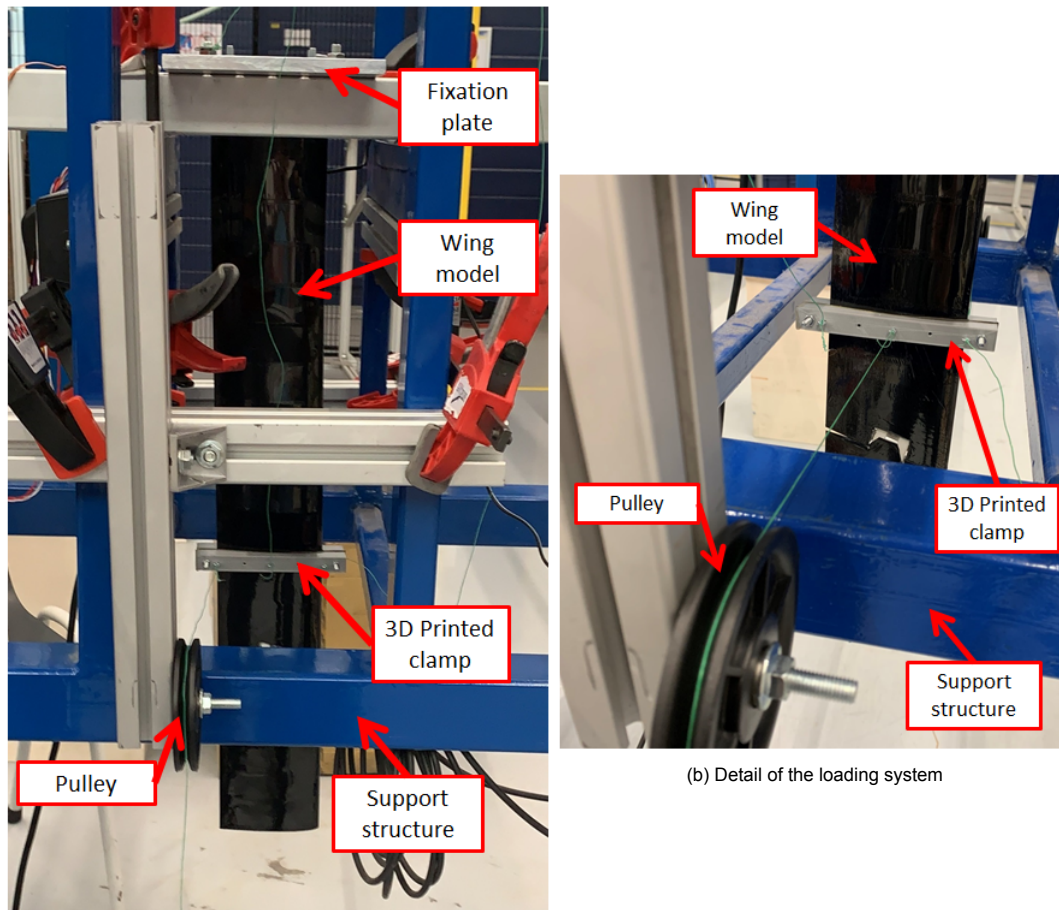 Fixation
plate
Wing
model
3D Printed
clamp
Pulley
Support
structure
Wing
model
Pulley
3D Printed
clamp
Support
structure
(b) Detail of the loading system